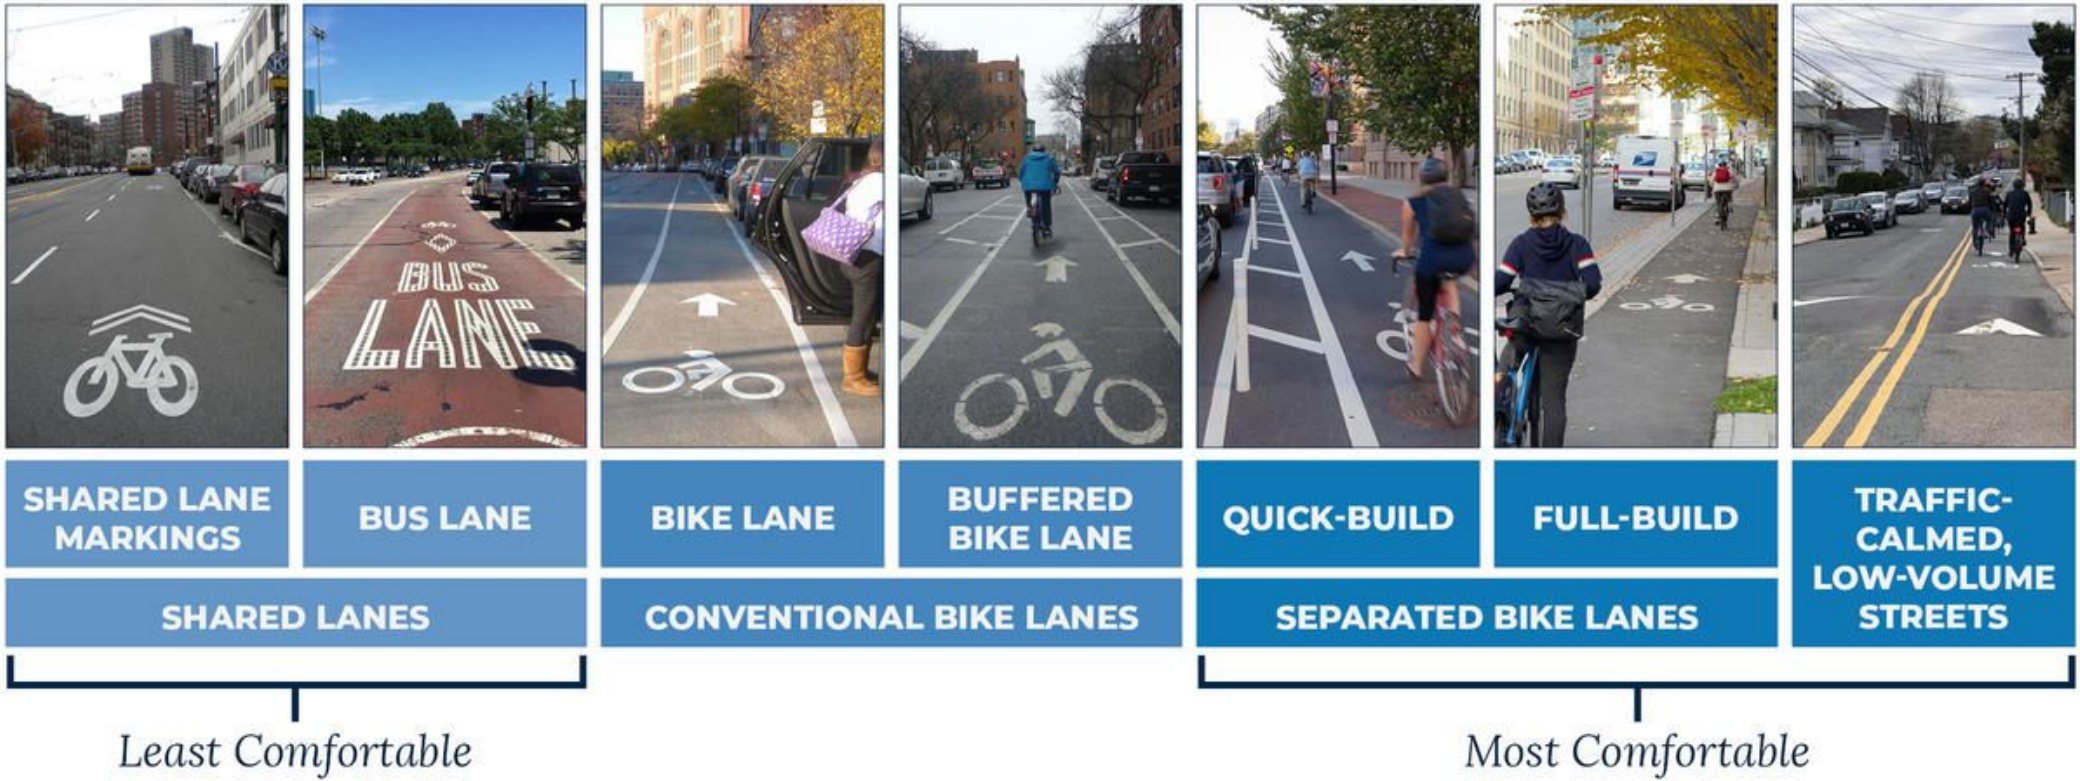 BUS
LANE
SHARED LANE
MARKINGS
BUS LANE
BIKE LANE
BUFFERED
BIKE LANE
QUICK-BUILD
FULL-BUILD
TRAFFIC-
CALMED,
LOW-VOLUME
STREETS
SHARED LANES
CONVENTIONAL BIKE LANES
SEPARATED BIKE LANES
Least Comfortable
Most Comfortable